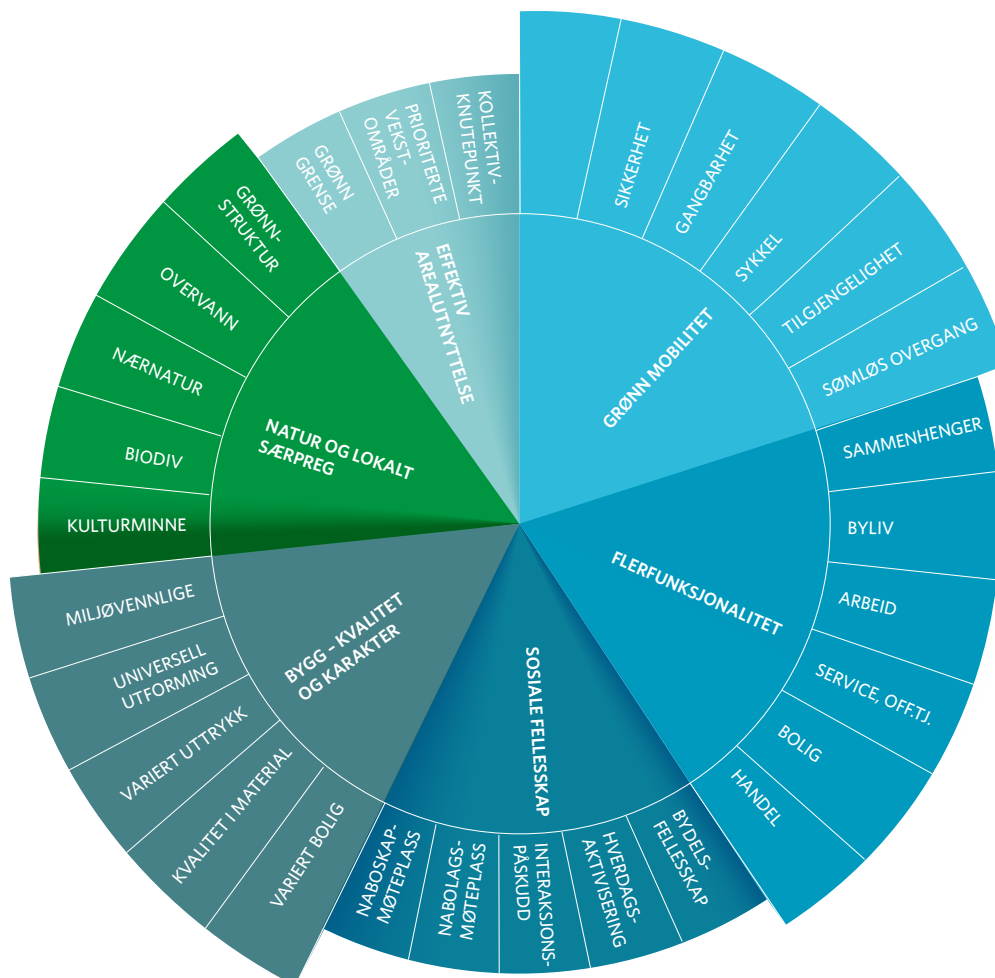 GRØNN MOBILITET
SIKKERHET
GANGBARHET
SYKKEL
TILGJENGELIGHET
SØMLØS OVERGANG
FLERFUNKSJONALITET
SAMMENHENGER
BYLIV
ARBEID
SERVICE, OFF.TJ.
BOLIG
HANDEL
SOSIALE FELLESSKAP
BYDELS-
FELLESSKAP
HVERDAGS-
AKTIVISERING
INTERAKSJONS-
PÅSKUDD
NABOLAGS-
MØTEPLASS
NABOSKAP-
MØTEPLASS
BYGG – KVALITET
OG KARAKTER
VARIERT BOLIG
KVALITET I MATERIAL
VARIERT UTTRYKK
UNIVERSELL
UTFORMING
MILJØVENNLIGE
NATUR OG LOKALT
SÆRPREG
KULTURMINNE
BIODIV
NÆRNATUR
OVERVANN
GRØNN-
STRUKTUR
EFFEKTIV
AREALUTNYTTELSE
GRØNN
GRENSE
PRIORITERTE
VEKST-
OMRÅDER
KOLLEKTIV-
KNUTEPUNKT